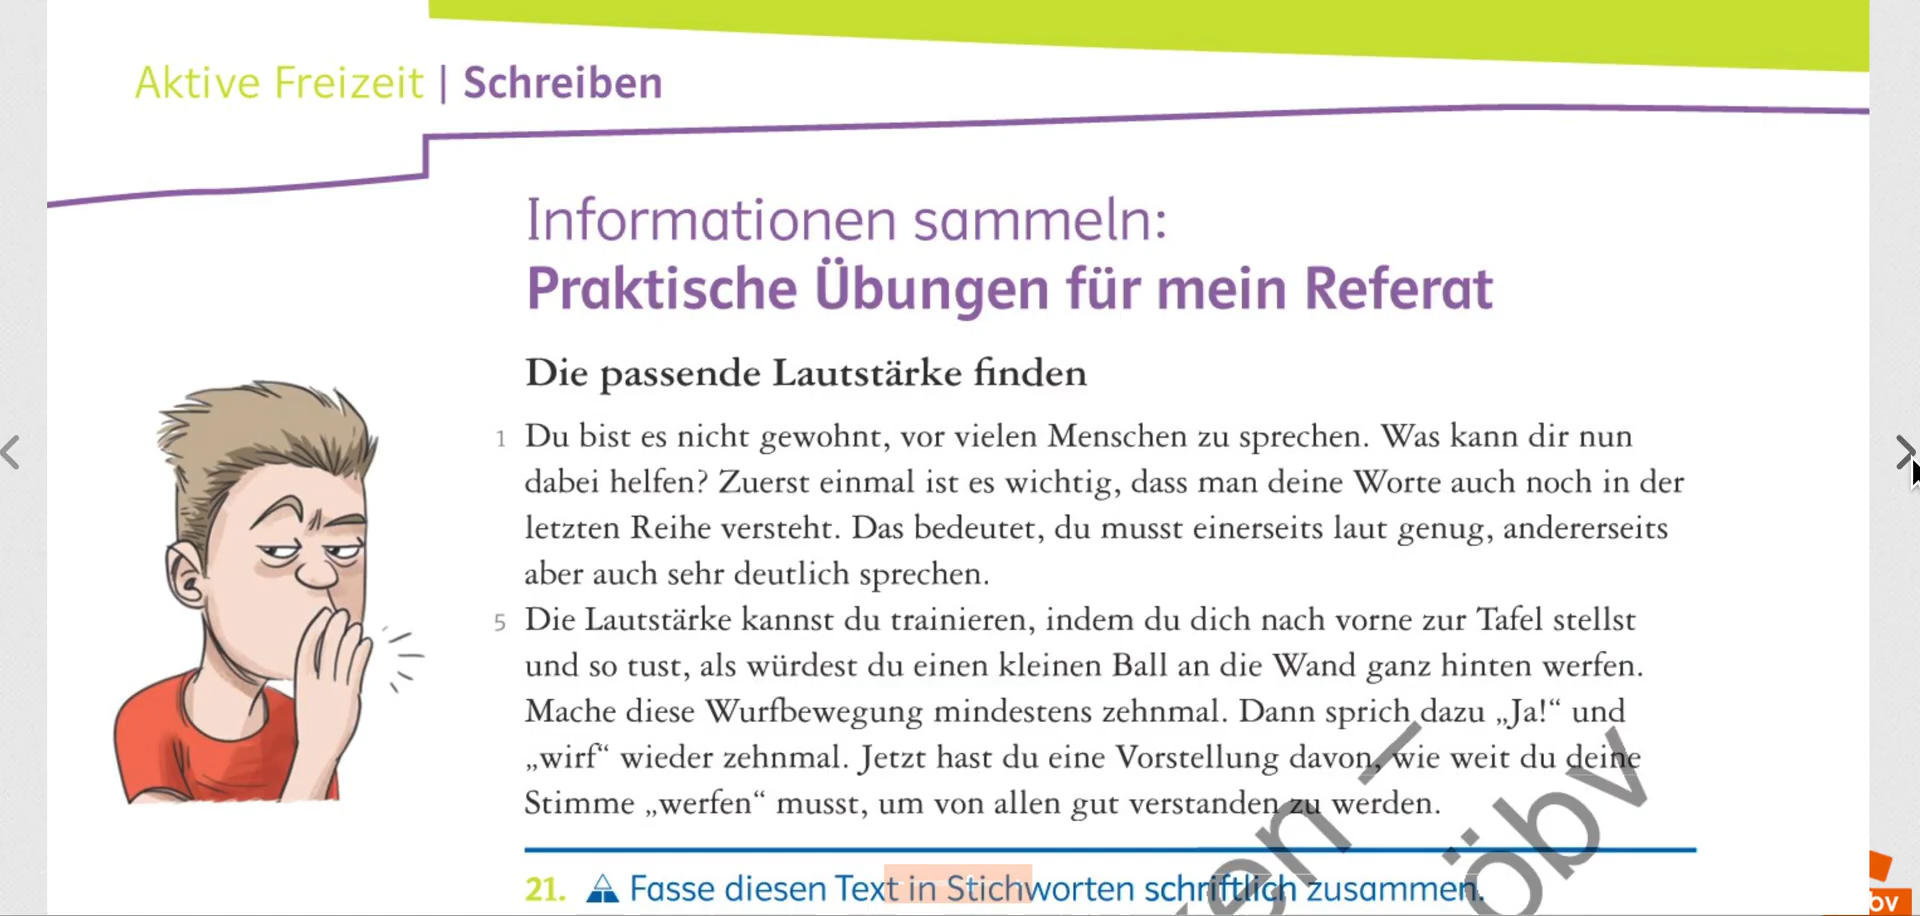 Aktive Freizeit | Schreiben
Informationen sammeln:
Praktische Übungen für mein Referat
Die passende Lautstärke finden
1 Du bist es nicht gewohnt, vor vielen Menschen zu sprechen. Was kann dir nun
dabei helfen? Zuerst einmal ist es wichtig, dass man deine Worte auch noch in der
letzten Reihe versteht. Das bedeutet, du musst einerseits laut genug, andererseits
aber auch sehr deutlich sprechen.
5 Die Lautstärke kannst du trainieren, indem du dich nach vorne zur Tafel stellst
und so tust, als würdest du einen kleinen Ball an die Wand ganz hinten werfen.
Mache diese Wurfbewegung mindestens zehnmal. Dann sprich dazu „Ja!“ und
„wirf“ wieder zehnmal. Jetzt hast du eine Vorstellung davon, wie weit du deine
Stimme „werfen“ musst, um von allen gut verstanden zu werden.
21. Fasse diesen Text in Stichworten schriftlich zusammen.
öbv